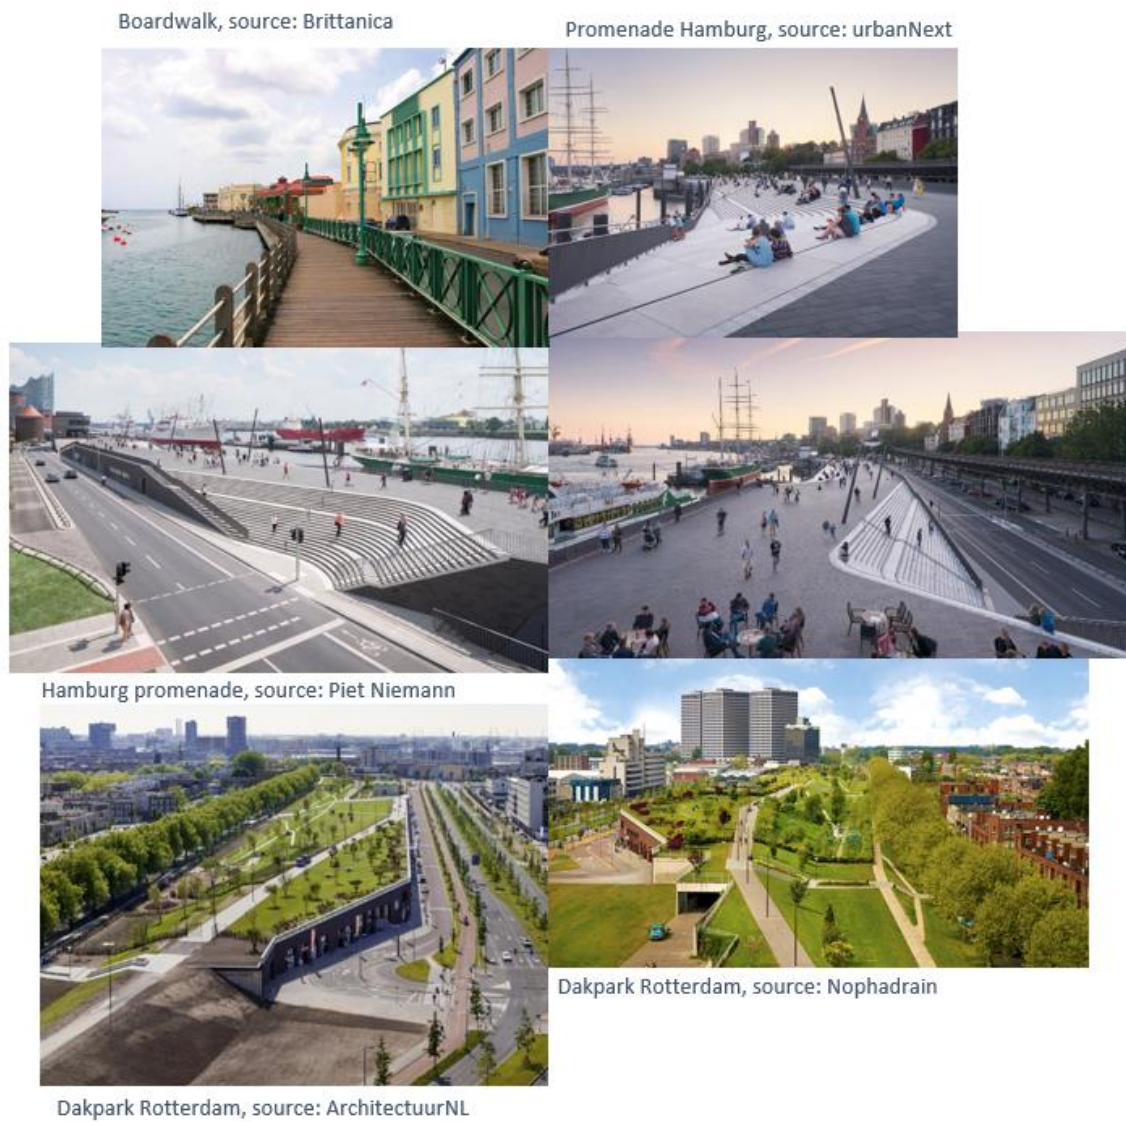 Boardwalk, source: Brittanica
Promenade Hamburg, source: urbanNext
Hamburg promenade, source: Piet Niemann
Dakpark Rotterdam, source: Nophadrain
Dakpark Rotterdam, source: ArchitectuurNL